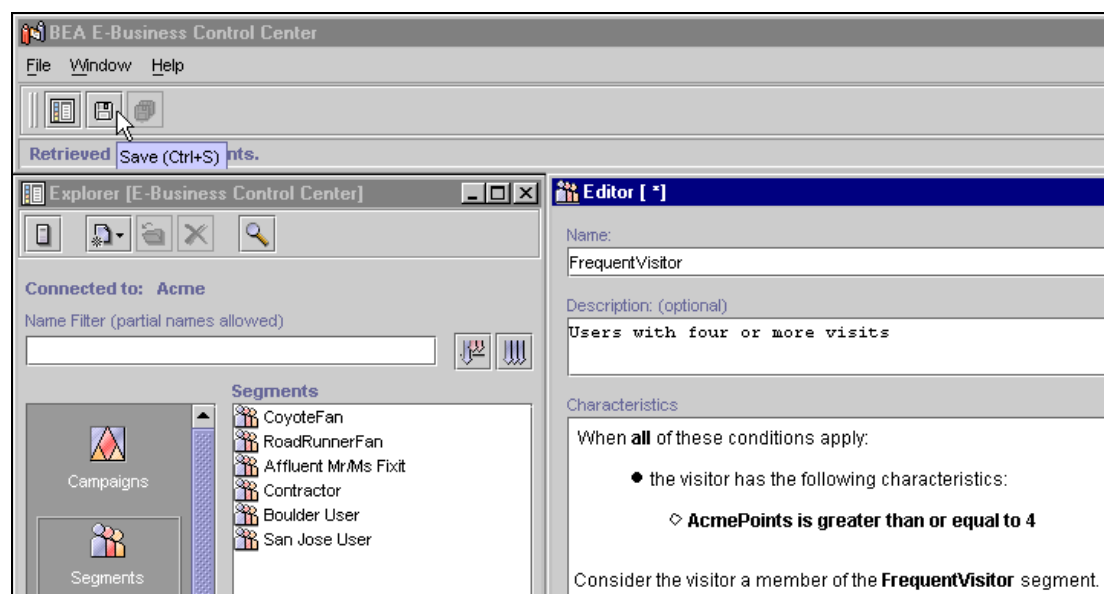 BEA E-Business Control Center
File Window Help
Retrieved
Save (Ctrl+S)
nts.
Explorer [E-Business Control Center]
Connected to: Acme
Name Filter (partial names allowed)
Segments
CoyoteFan
RoadRunnerFan
Affluent Mr/Ms Fixit
Contractor
Boulder User
San Jose User
Campaigns
Segments
Editor [ *]
Name:
FrequentVisitor
Description: (optional)
Users with four or more visits
Characteristics
When all of these conditions apply:
the visitor has the following characteristics:
AcmePoints is greater than or equal to 4
Consider the visitor a member of the FrequentVisitor segment.